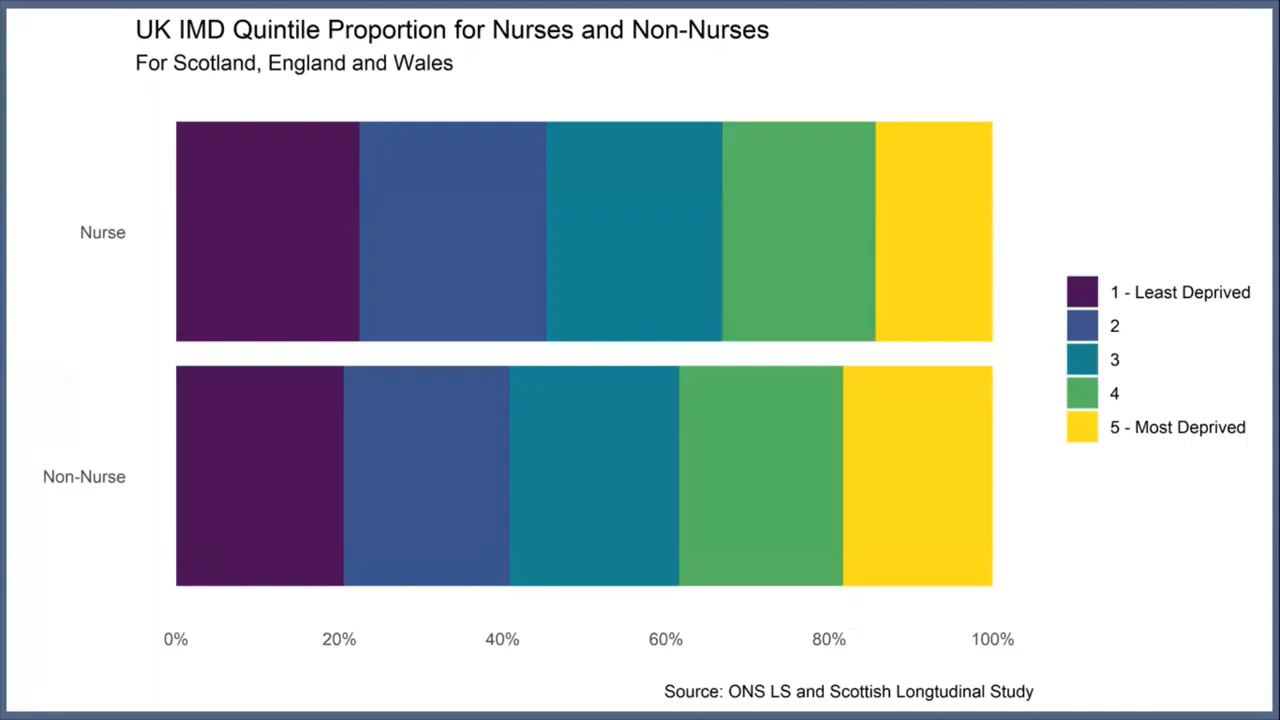 UK IMD Quintile Proportion for Nurses and Non-Nurses
For Scotland, England and Wales
Nurse
Non-Nurse
1 - Least Deprived
2
3
4
5 - Most Deprived
0% 20% 40% 60% 80% 100%
Source: ONS LS and Scottish Longtudinal Study